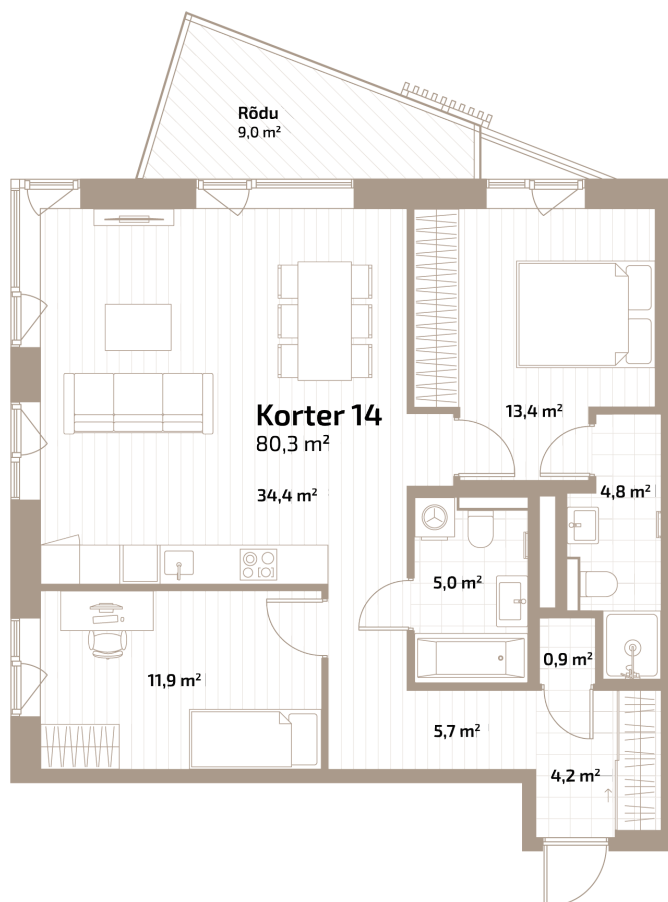 Rõdu
9,0 m²
Korter 14
80,3 m²
13,4 m²
34,4 m²
4,8 m²
5,0 m²
0,9 m²
11,9 m²
5,7 m²
4,2 m²